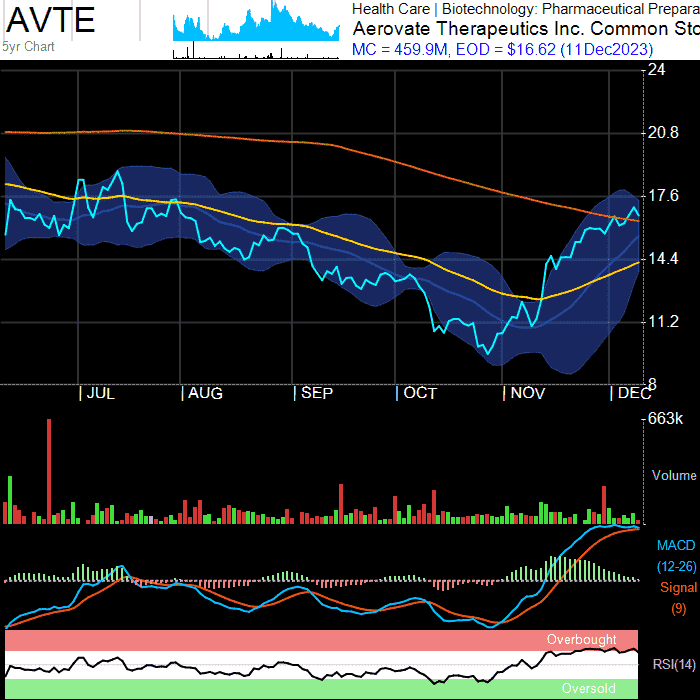 AVTE
5yr Chart
Health Care | Biotechnology: Pharmaceutical Prepara
Aerovate Therapeutics Inc. Common Sto
MC = 459.9M, EOD = $16.62 (11Dec2023)
24
20.8
17.6
14.4
11.2
8
| JUL | AUG | SEP | OCT | NOV | DEC
663k
Volume
MACD
(12-26)
Signal
(9)
Overbought
RSI(14)
Oversold